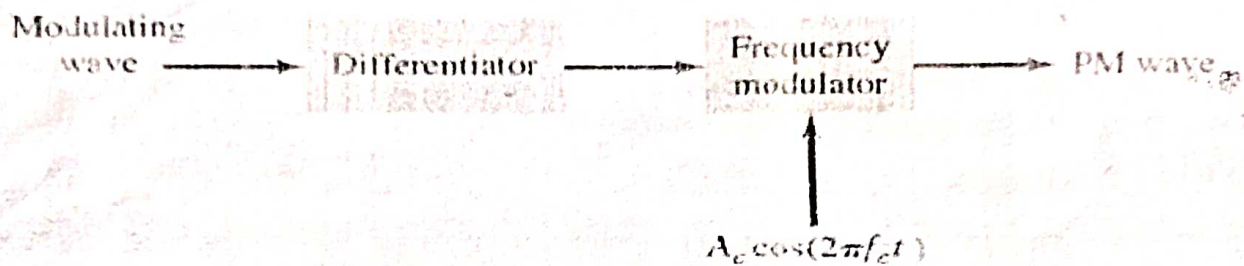 Modulating
wave
Differentiator
Frequency
modulator
PM wave
A_c cos(2πf_c t)